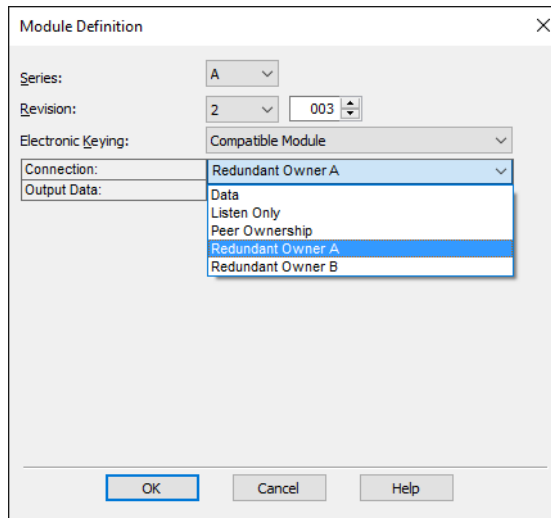 Module Definition
Series: A
Revision: 2 003
Electronic Keying: Compatible Module
Connection: Redundant Owner A
Output Data:
Data
Listen Only
Peer Ownership
Redundant Owner A
Redundant Owner B
OK Cancel Help